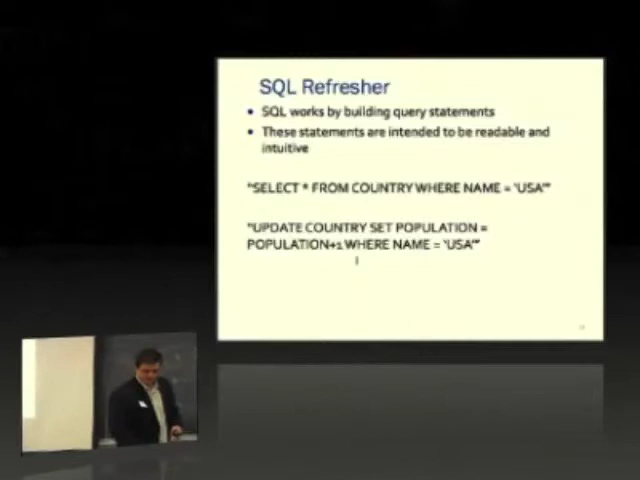 SQL Refresher
• SQL works by building query statements
• These statements are intended to be readable and
intuitive
"SELECT * FROM COUNTRY WHERE NAME = 'USA'"
"UPDATE COUNTRY SET POPULATION =
POPULATION+1 WHERE NAME = 'USA'"